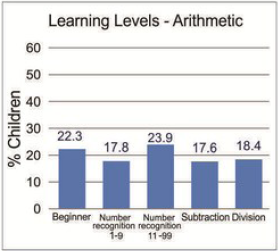 Learning Levels - Arithmetic
% Children
60
50
40
30
20
10
0
22.3
17.8
23.9
17.6
18.4
Beginner
Number
recognition
1-9
Number
recognition
11-99
Subtraction
Division